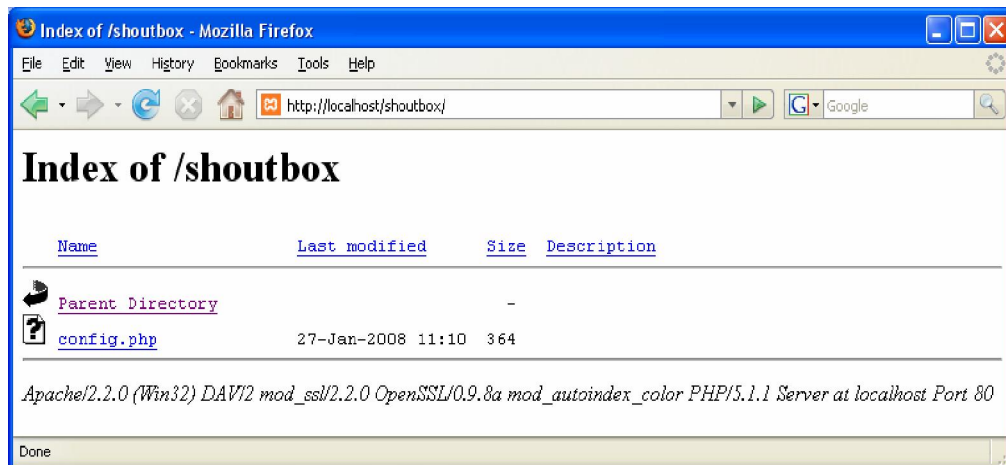 Index of /shoutbox - Mozilla Firefox
File Edit View History Bookmarks Tools Help
http://localhost/shoutbox/ G Google
Index of /shoutbox
Name Last modified Size Description
Parent Directory -
? config.php 27-Jan-2008 11:10 364
Apache/2.2.0 (Win32) DAV/2 mod_ssl/2.2.0 OpenSSL/0.9.8a mod_autoindex_color PHP/5.1.1 Server at localhost Port 80
Done